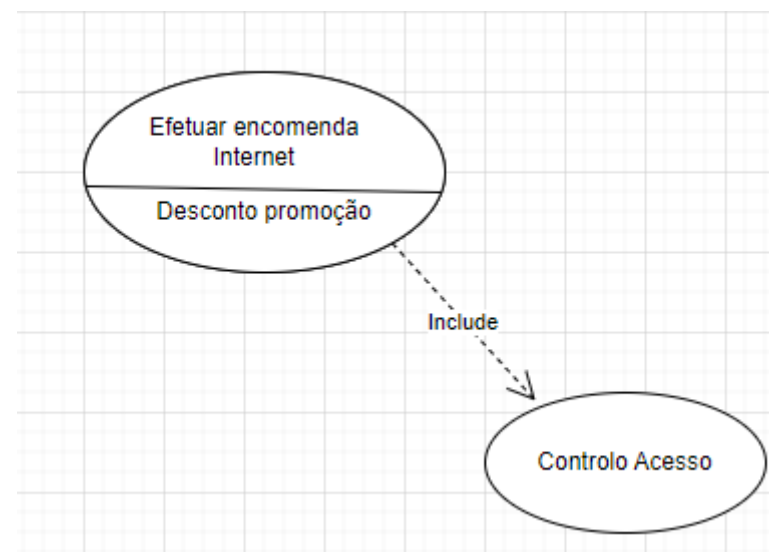 Efetuar encomenda
Internet
Desconto promoção
Include
Controlo Acesso